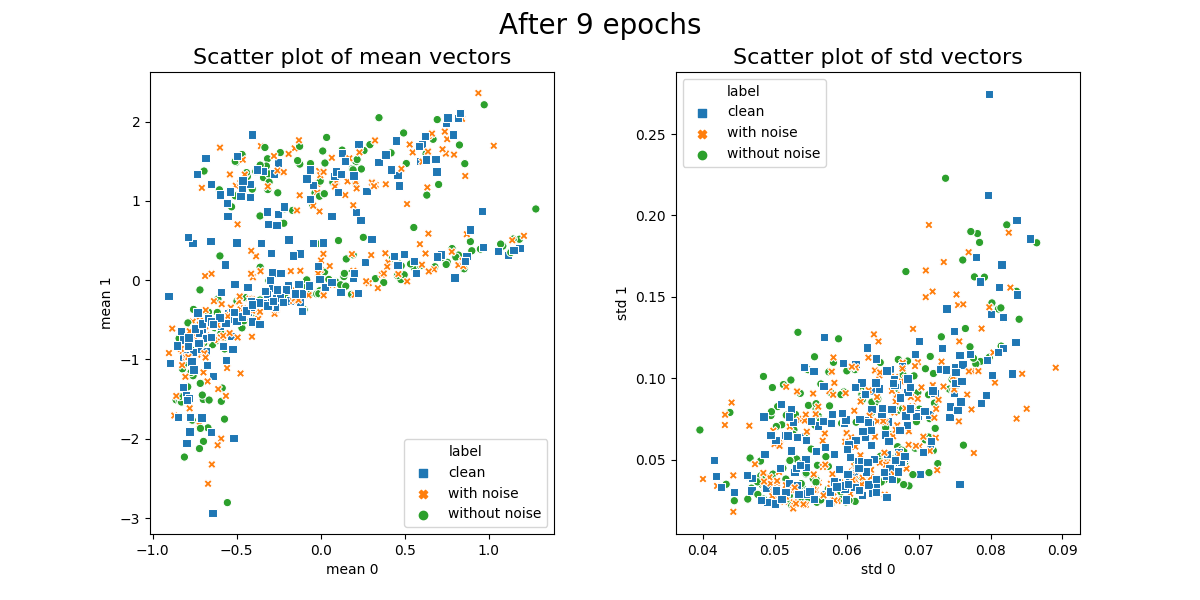 After 9 epochs
Scatter plot of mean vectors
2
1
0
−1
−2
−3
mean 1
label
clean
with noise
without noise
−1.0 −0.5 0.0 0.5 1.0
mean 0
Scatter plot of std vectors
label
clean
with noise
without noise
0.25
0.20
0.15
0.10
0.05
std 1
0.04 0.05 0.06 0.07 0.08 0.09
std 0